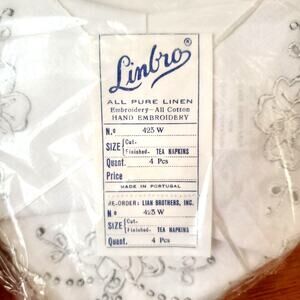 Linbro®
ALL PURE LINEN
Embroidery-All Cotton
HAND EMBROIDERY
N.o 425 W
SIZE { Cut-
Finished- TEA NAPKINS
Quant. 4 Pcs
Price
MADE IN PORTUGAL
RE-ORDER: LIAN BROTHERS, INC.
N.o 425 W
SIZE { Cut-
Finished- TEA NAPKINS
Quant. 4 Pcs